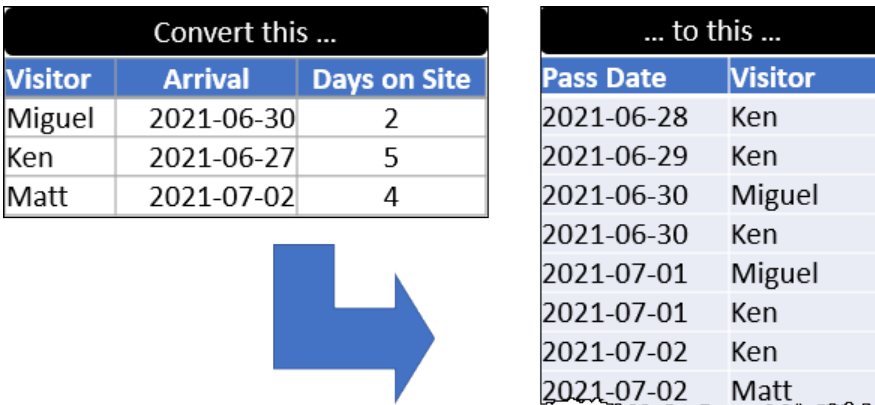 Convert this ...
Visitor Arrival Days on Site
Miguel 2021-06-30 2
Ken 2021-06-27 5
Matt 2021-07-02 4
... to this ...
Pass Date Visitor
2021-06-28 Ken
2021-06-29 Ken
2021-06-30 Miguel
2021-06-30 Ken
2021-07-01 Miguel
2021-07-01 Ken
2021-07-02 Ken
2021-07-02 Matt